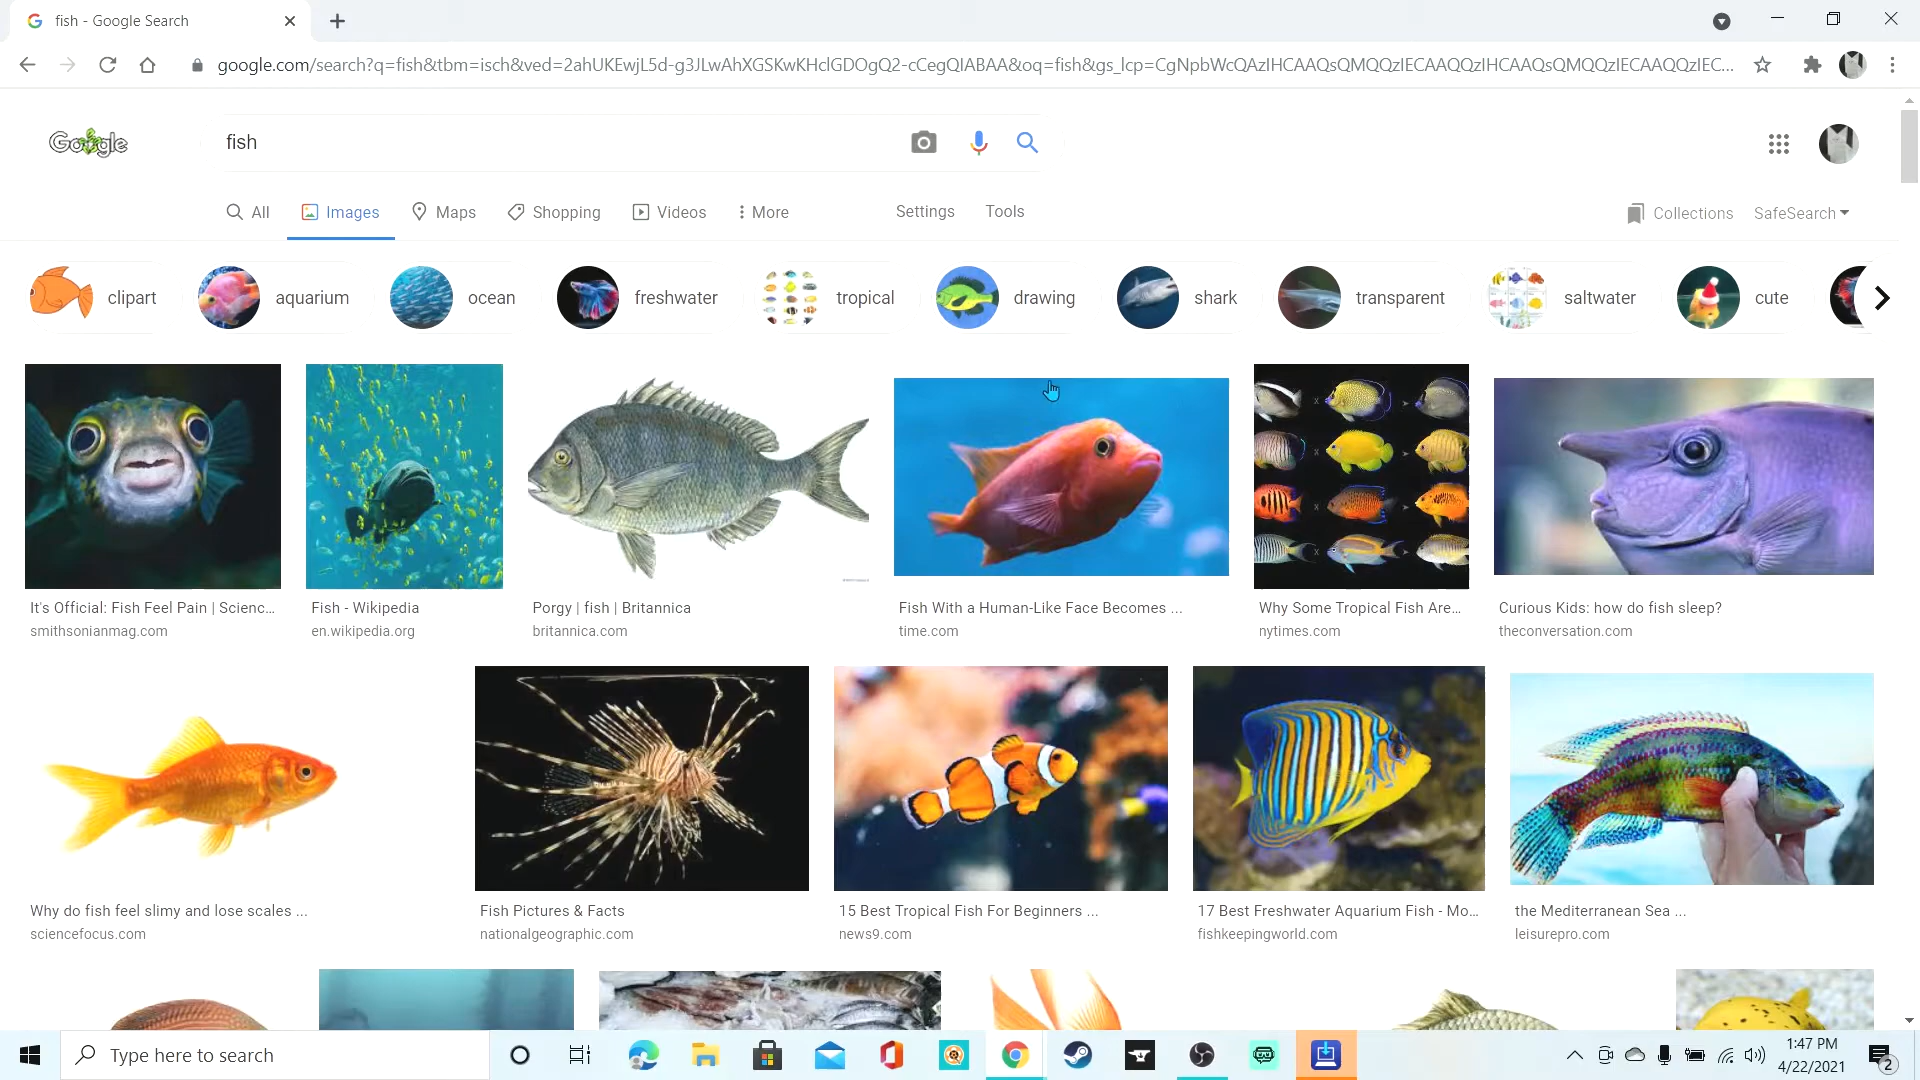 fish - Google Search
google.com/search?q=fish&tbm=isch&ved=2ahUKEwjL5d-g3JLwAhXGSKwKHclGDOgQ2-cCegQIABAA&oq=fish&gs_lcp=CgNpbWcQAzIHCAAQsQMQQzIECAAQQzIHCAAQsQMQQzIECAAQQzIEC...
Google
fish
All Images Maps Shopping Videos More Settings Tools Collections SafeSearch
clipart aquarium ocean freshwater tropical drawing shark transparent saltwater cute
It's Official: Fish Feel Pain | Scienc...
smithsonianmag.com
Fish - Wikipedia
en.wikipedia.org
Porgy | fish | Britannica
britannica.com
Fish With a Human-Like Face Becomes ...
time.com
Why Some Tropical Fish Are...
nytimes.com
Curious Kids: how do fish sleep?
theconversation.com
Why do fish feel slimy and lose scales ...
sciencefocus.com
Fish Pictures & Facts
nationalgeographic.com
15 Best Tropical Fish For Beginners ...
news9.com
17 Best Freshwater Aquarium Fish - Mo...
fishkeepingworld.com
the Mediterranean Sea ...
leisurepro.com
Type here to search
1:47 PM
4/22/2021
2